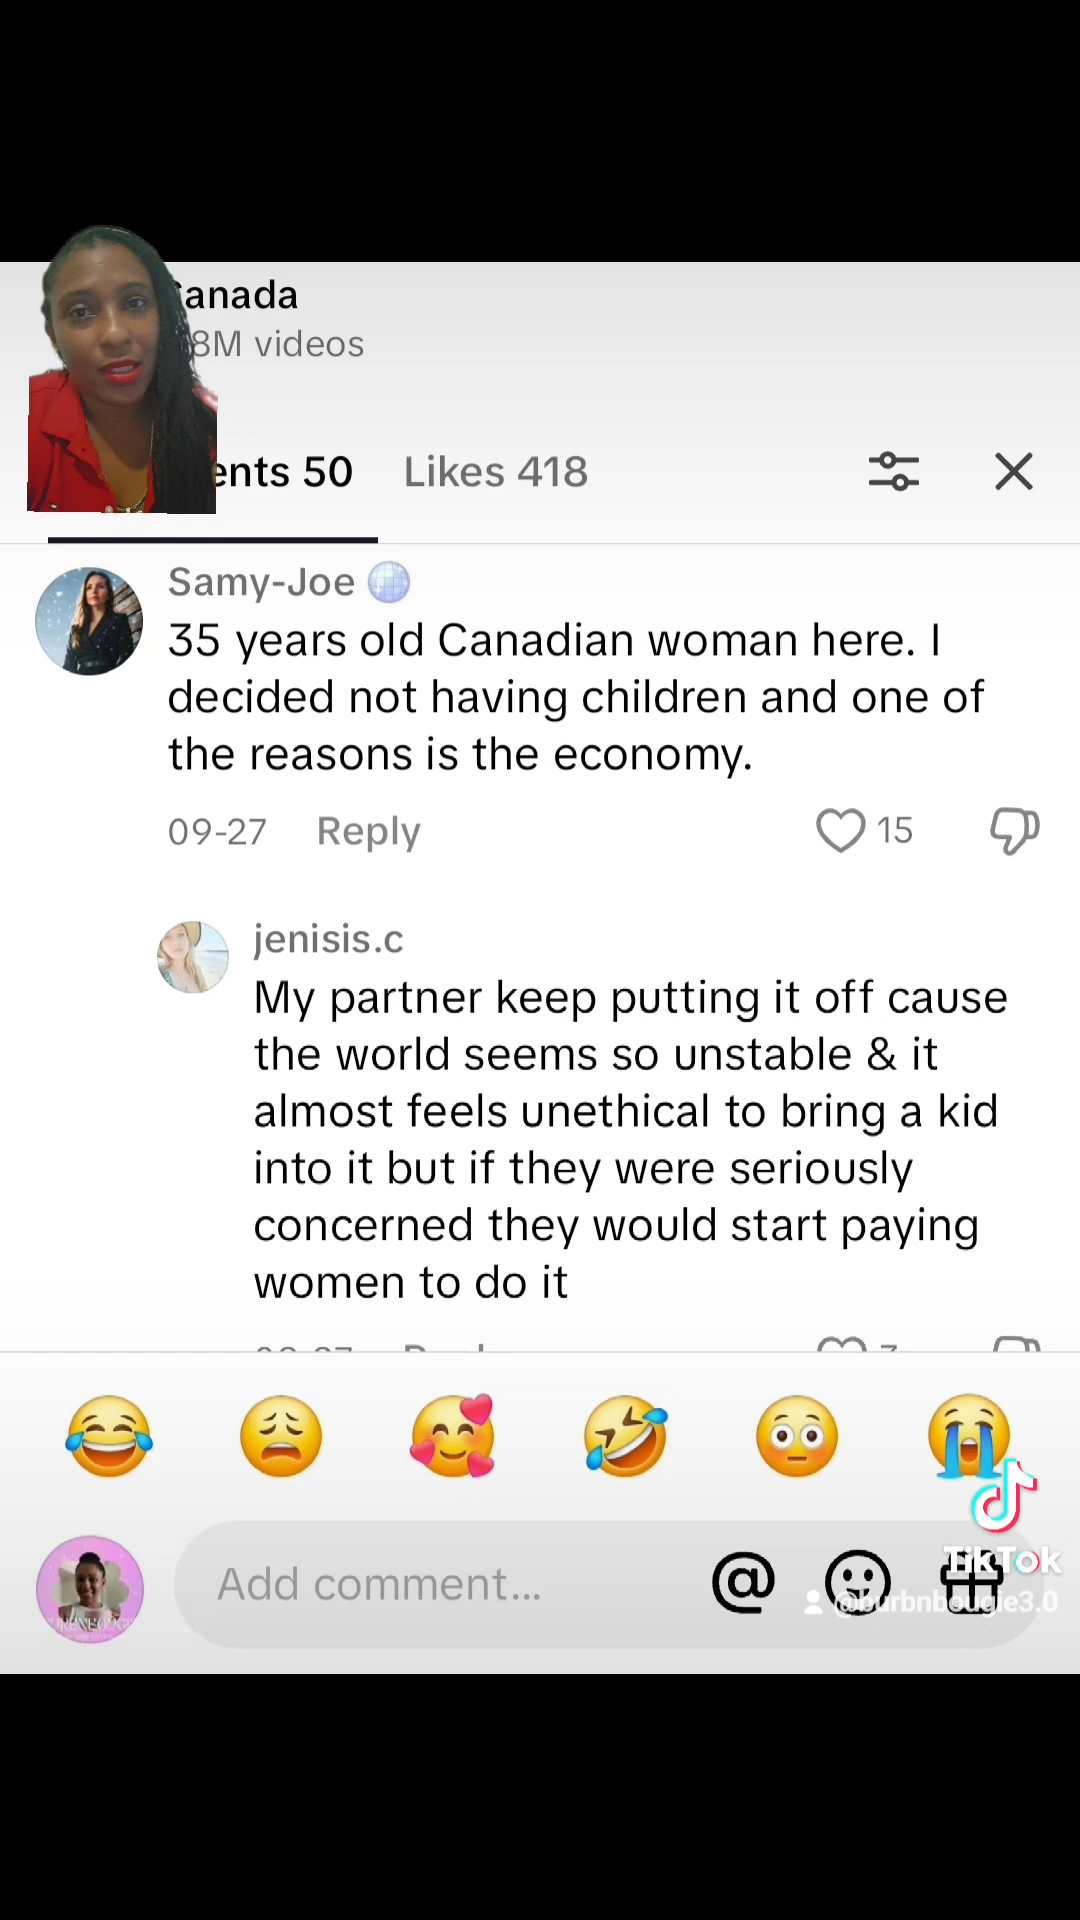 anada
8M videos
ents 50
Likes 418
Samy-Joe
35 years old Canadian woman here. I
decided not having children and one of
the reasons is the economy.
09-27
Reply
15
jenisis.c
My partner keep putting it off cause
the world seems so unstable & it
almost feels unethical to bring a kid
into it but if they were seriously
concerned they would start paying
women to do it
Add comment...
TikTok
@burbnbougie3.0